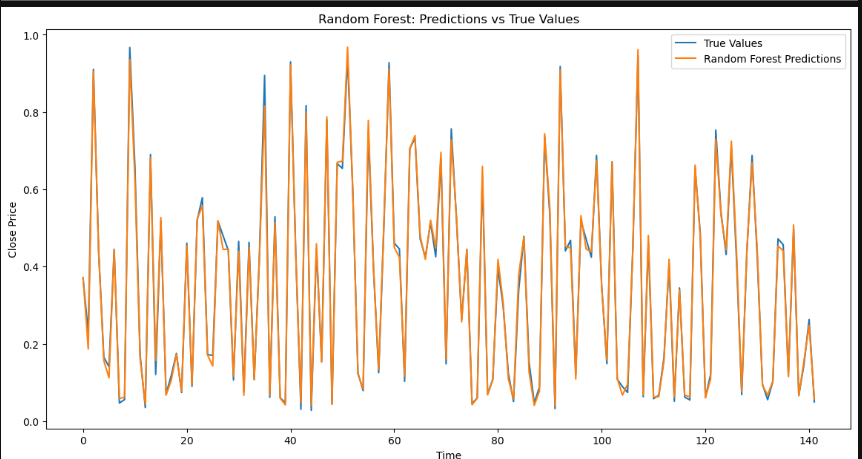 Random Forest: Predictions vs True Values
True Values
Random Forest Predictions
Close Price
1.0
0.8
0.6
0.4
0.2
0.0
0 20 40 60 80 100 120 140
Time